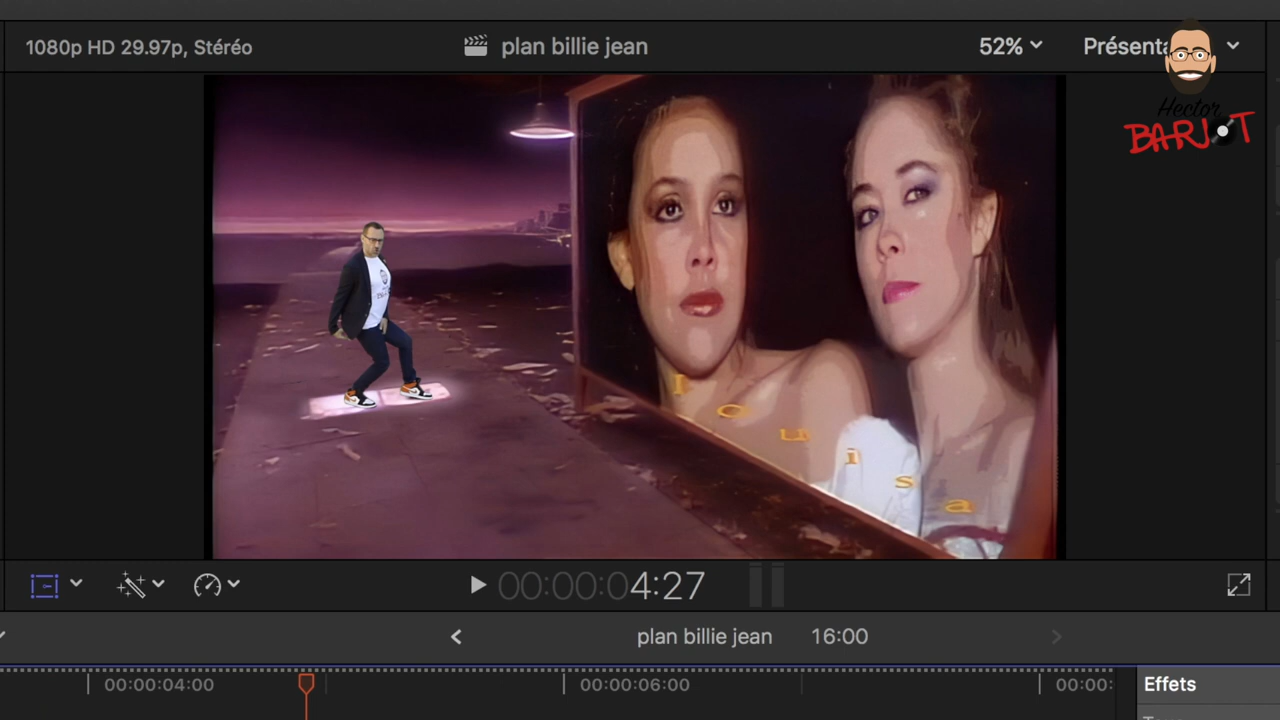 1080p HD 29.97p, Stéréo
plan billie jean
52%
Présenta
Hector
BARJOT
l o u i s a
00:00:04:27
plan billie jean 16:00
00:00:04:00
00:00:06:00
00:00:
Effets